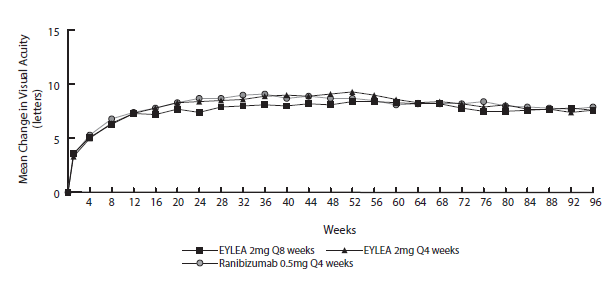 Mean Change in Visual Acuity
(letters)
15
10
5
0
4 8 12 16 20 24 28 32 36 40 44 48 52 56 60 64 68 72 76 80 84 88 92 96
Weeks
EYLEA 2mg Q8 weeks EYLEA 2mg Q4 weeks
Ranibizumab 0.5mg Q4 weeks